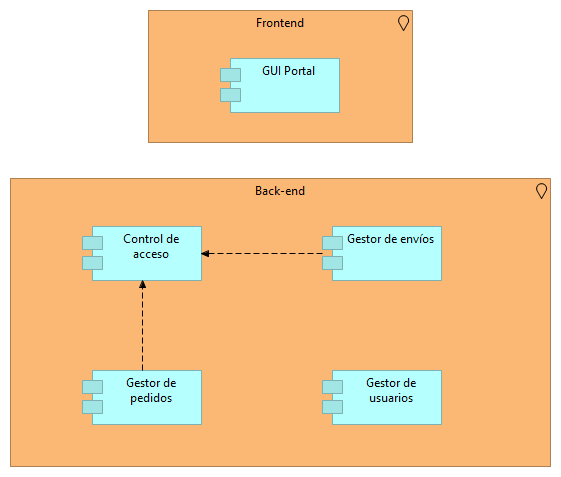 Frontend
GUI Portal
Back-end
Control de
acceso
Gestor de envíos
Gestor de
pedidos
Gestor de
usuarios